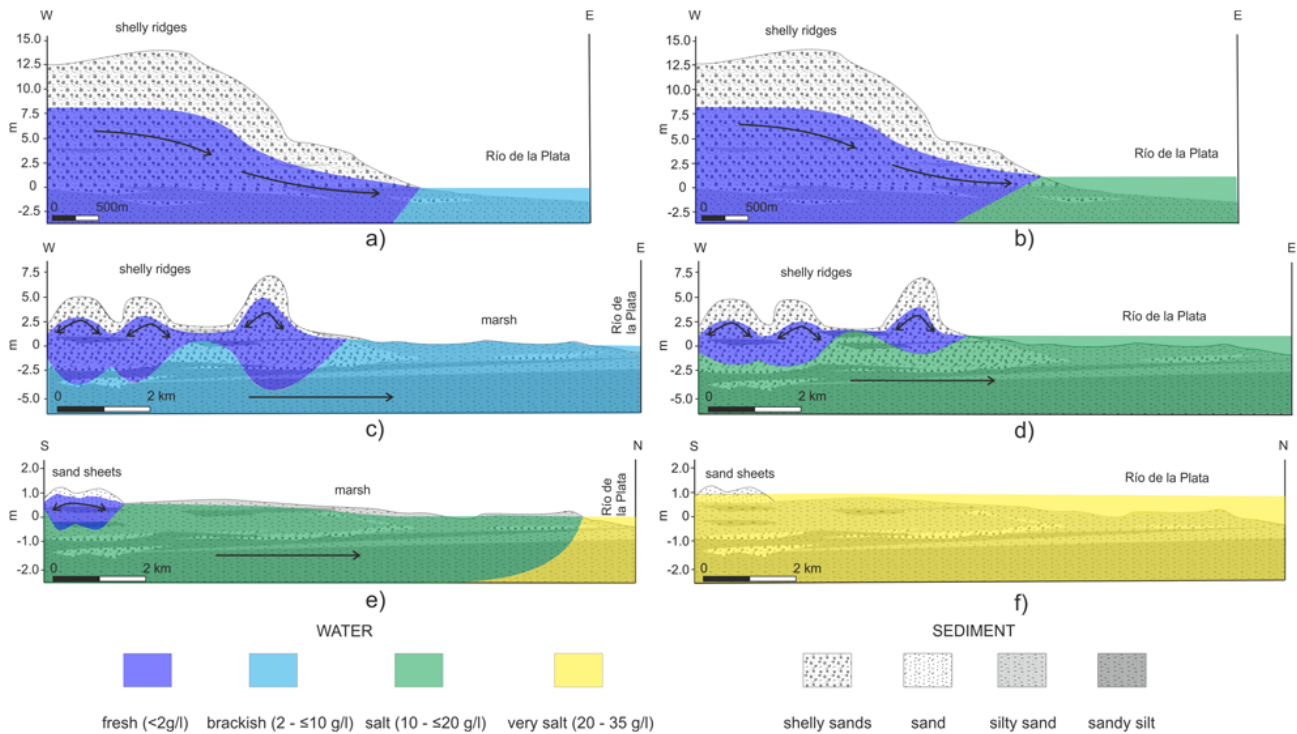 W E
shelly ridges
15.0
12.5
10.0
7.5
m
5.0
2.5
0
-2.5
Río de la Plata
0 500m
a)
W E
shelly ridges
15.0
12.5
10.0
7.5
m
5.0
2.5
0
-2.5
Río de la Plata
0 500m
b)
W E
shelly ridges
7.5
5.0
2.5
m
0
-2.5
-5.0
marsh
Río de
la Plata
0 2 km
c)
W E
shelly ridges
7.5
5.0
2.5
m
0
-2.5
-5.0
Río de la Plata
0 2 km
d)
S N
sand sheets
2.0
1.0
m
0
-1.0
-2.0
marsh
Río de
la Plata
0 2 km
e)
S N
sand sheets
2.0
1.0
m
0
-1.0
-2.0
Río de la Plata
0 2 km
f)
WATER
fresh (<2g/l) brackish (2 - ≤10 g/l) salt (10 - ≤20 g/l) very salt (20 - 35 g/l)
SEDIMENT
shelly sands sand silty sand sandy silt